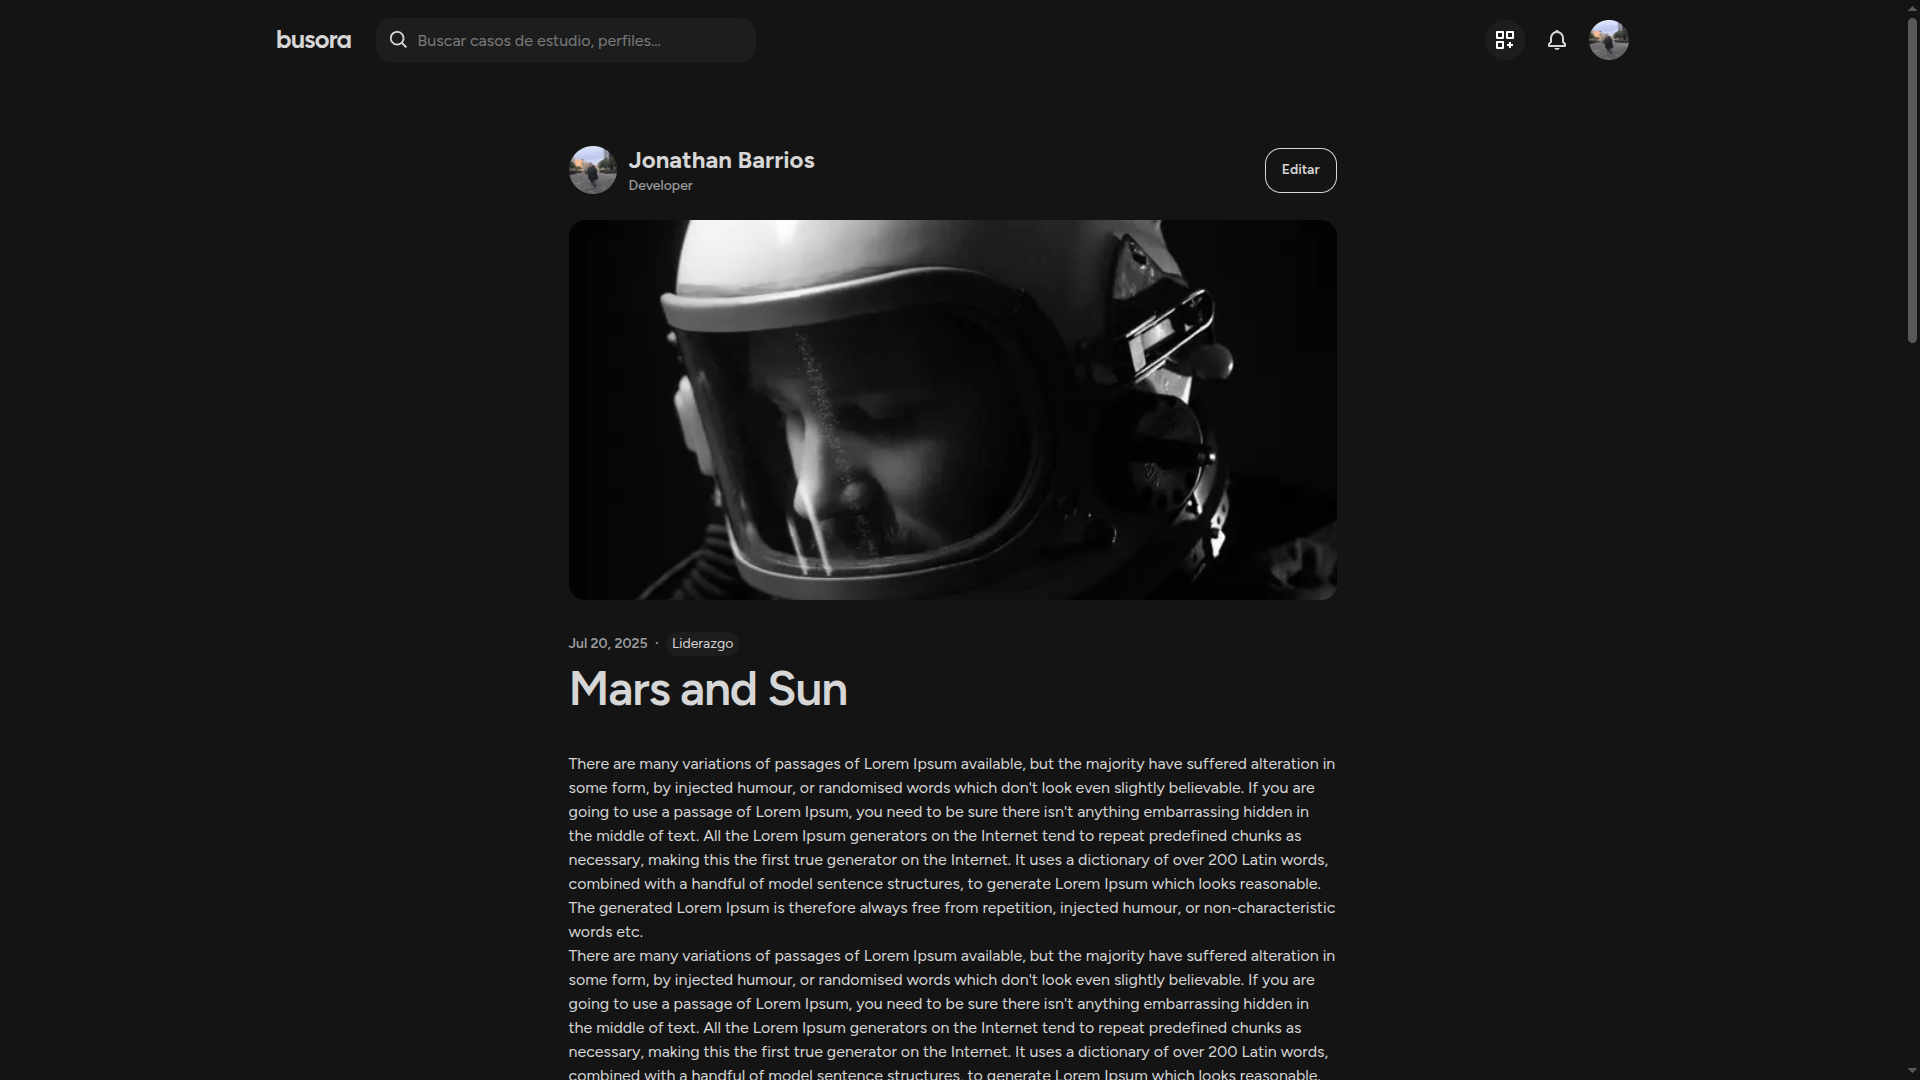 busora
Buscar casos de estudio, perfiles...
Jonathan Barrios
Developer
Editar
Jul 20, 2025 · Liderazgo
Mars and Sun
There are many variations of passages of Lorem Ipsum available, but the majority have suffered alteration in
some form, by injected humour, or randomised words which don't look even slightly believable. If you are
going to use a passage of Lorem Ipsum, you need to be sure there isn't anything embarrassing hidden in
the middle of text. All the Lorem Ipsum generators on the Internet tend to repeat predefined chunks as
necessary, making this the first true generator on the Internet. It uses a dictionary of over 200 Latin words,
combined with a handful of model sentence structures, to generate Lorem Ipsum which looks reasonable.
The generated Lorem Ipsum is therefore always free from repetition, injected humour, or non-characteristic
words etc.
There are many variations of passages of Lorem Ipsum available, but the majority have suffered alteration in
some form, by injected humour, or randomised words which don't look even slightly believable. If you are
going to use a passage of Lorem Ipsum, you need to be sure there isn't anything embarrassing hidden in
the middle of text. All the Lorem Ipsum generators on the Internet tend to repeat predefined chunks as
necessary, making this the first true generator on the Internet. It uses a dictionary of over 200 Latin words,
combined with a handful of model sentence structures, to generate Lorem Ipsum which looks reasonable.